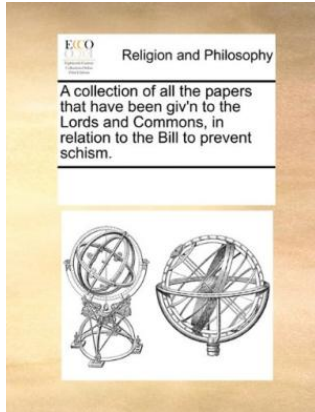 ECCO
Religion and Philosophy
A collection of all the papers
that have been giv'n to the
Lords and Commons, in
relation to the Bill to prevent
schism.